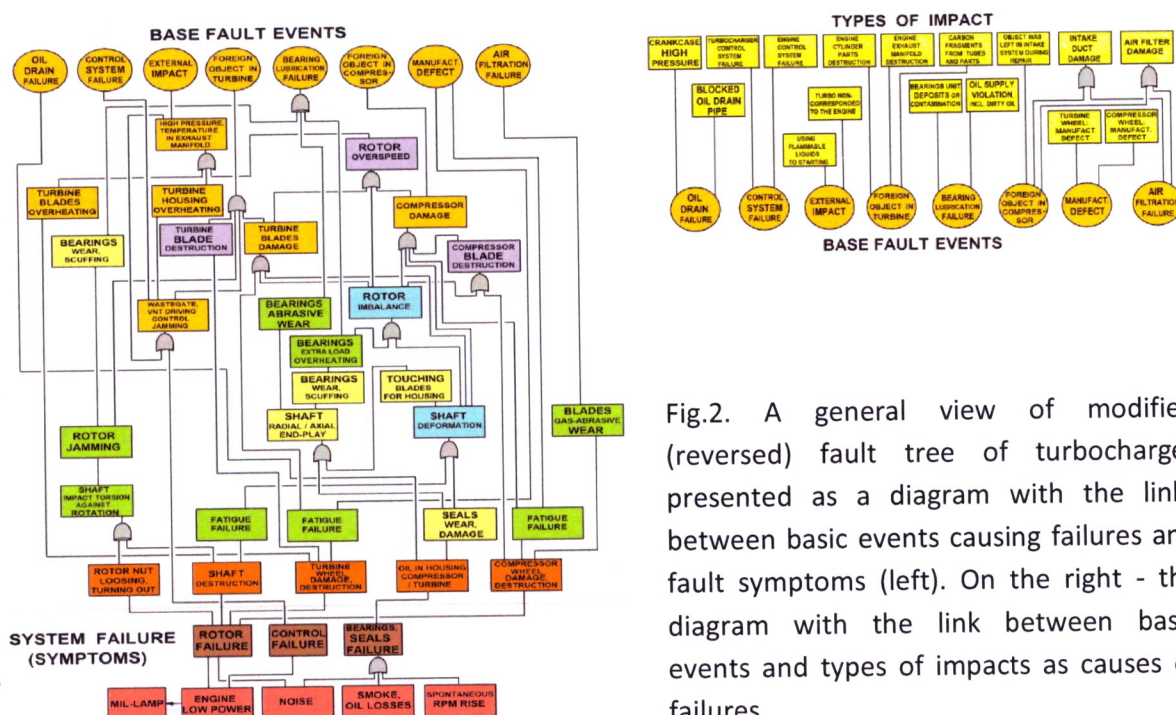 BASE FAULT EVENTS
OIL
DRAIN
FAILURE
CONTROL
SYSTEM
FAILURE
EXTERNAL
IMPACT
FOREIGN
OBJECT IN
TURBINE
BEARING
LUBRICATION
FAILURE
FOREIGN
OBJECT IN
COMPRES-
SOR
MANUFACT
DEFECT
AIR
FILTRATION
FAILURE
HIGH PRESSURE,
TEMPERATURE
IN EXHAUST
MANIFOLD
ROTOR
OVERSPEED
TURBINE
BLADES
OVERHEATING
TURBINE
HOUSING
OVERHEATING
COMPRESSOR
DAMAGE
BEARINGS
WEAR,
SCUFFING
TURBINE
BLADE
DESTRUCTION
TURBINE
BLADES
DAMAGE
COMPRESSOR
BLADE
DESTRUCTION
WASTEGATE,
VNT DRIVING
CONTROL
JAMMING
BEARINGS
ABRASIVE
WEAR
ROTOR
IMBALANCE
BEARINGS
EXTRA LOAD
OVERHEATING
BEARINGS
WEAR,
SCUFFING
TOUCHING
BLADES
FOR HOUSING
SHAFT
RADIAL / AXIAL
END-PLAY
SHAFT
DEFORMATION
BLADES
GAS-ABRASIVE
WEAR
ROTOR
JAMMING
SHAFT
IMPACT TORSION
AGAINST
ROTATION
FATIGUE
FAILURE
FATIGUE
FAILURE
SEALS
WEAR,
DAMAGE
FATIGUE
FAILURE
ROTOR NUT
LOOSING,
TURNING OUT
SHAFT
DESTRUCTION
TURBINE
WHEEL,
DAMAGE,
DESTRUCTION
OIL IN HOUSING
COMPRESSOR
/ TURBINE
COMPRESSOR
WHEEL,
DAMAGE,
DESTRUCTION
SYSTEM FAILURE
(SYMPTOMS)
ROTOR
FAILURE
CONTROL
FAILURE
BEARINGS,
SEALS
FAILURE
MIL-LAMP
ENGINE
LOW POWER
NOISE
SMOKE,
OIL LOSSES
SPONTANEOUS
RPM RISE
TYPES OF IMPACT
CRANKCASE
HIGH
PRESSURE
TURBOCHARGER
CONTROL
SYSTEM
FAILURE
ENGINE
CONTROL
SYSTEM
FAILURE
ENGINE
CYLINDER
PARTS
DESTRUCTION
ENGINE
EXHAUST
MANIFOLD
DESTRUCTION
CARBON
FRAGMENTS
FROM TUBES
AND PARTS
OBJECT WAS
LEFT IN INTAKE
SYSTEM DURING
REPAIR
INTAKE
DUCT
DAMAGE
AIR FILTER
DAMAGE
BLOCKED
OIL DRAIN
PIPE
TURBO NON-
CORRESPONDED
TO THE ENGINE
BEARINGS UNIT
DEPOSITS OR
CONTAMINATION
OIL SUPPLY
VIOLATION,
INCL. DIRTY OIL
USING
FLAMMABLE
LIQUIDS
TO STARTING
TURBINE
WHEEL:
MANUFACT.
DEFECT
COMPRESSOR
WHEEL:
MANUFACT.
DEFECT
OIL
DRAIN
FAILURE
CONTROL
SYSTEM
FAILURE
EXTERNAL
IMPACT
FOREIGN
OBJECT IN
TURBINE
BEARING
LUBRICATION
FAILURE
FOREIGN
OBJECT IN
COMPRES-
SOR
MANUFACT
DEFECT
AIR
FILTRATION
FAILURE
BASE FAULT EVENTS
Fig.2. A general view of modifie
(reversed) fault tree of turbocharge
presented as a diagram with the link
between basic events causing failures an
fault symptoms (left). On the right - th
diagram with the link between bas
events and types of impacts as causes o
failures